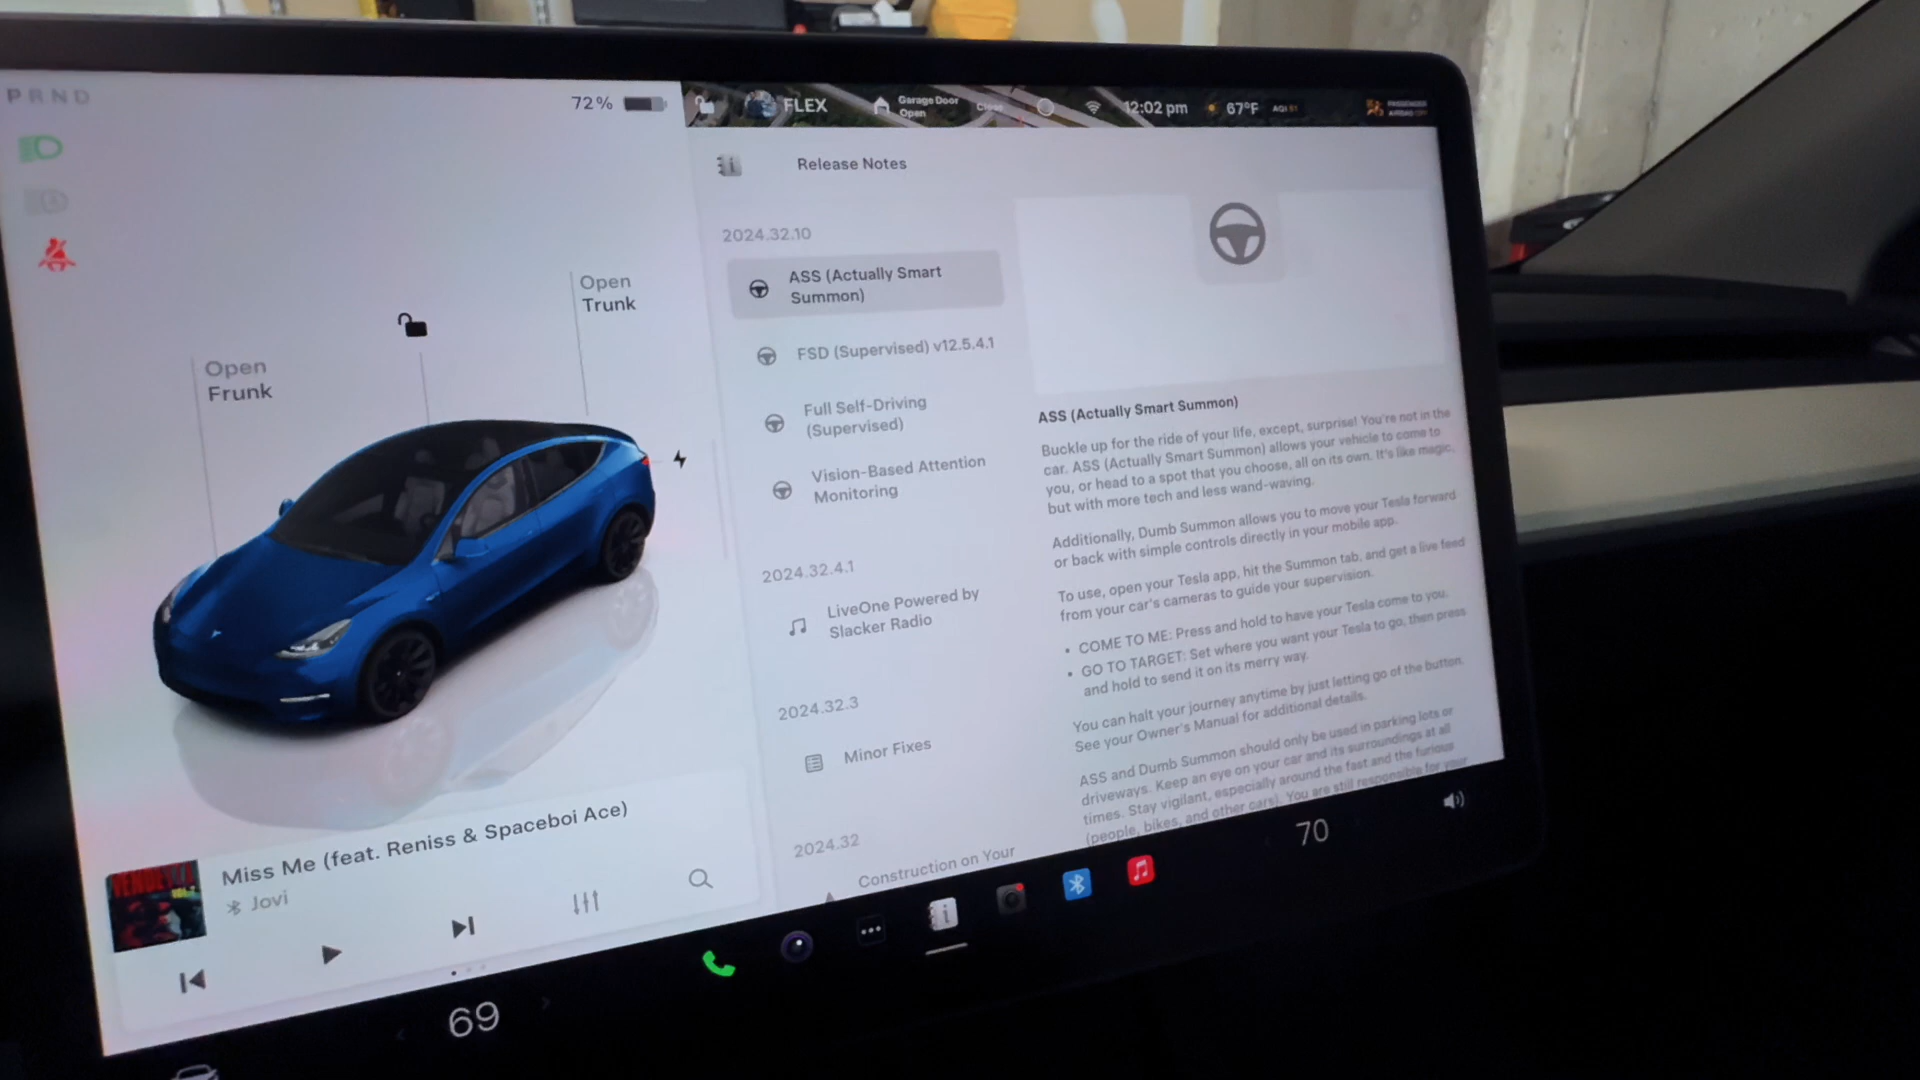 PRND
72%
FLEX
Garage Door
Open
Close
12:02 pm
67°F
AQI 51
PASSENGER
AIRBAG OFF
Open
Trunk
Open
Frunk
Miss Me (feat. Reniss & Spaceboi Ace)
Jovi
Release Notes
2024.32.10
ASS (Actually Smart
Summon)
FSD (Supervised) v12.5.4.1
Full Self-Driving
(Supervised)
Vision-Based Attention
Monitoring
2024.32.4.1
LiveOne Powered by
Slacker Radio
2024.32.3
Minor Fixes
2024.32
Construction on Your
ASS (Actually Smart Summon)
Buckle up for the ride of your life, except, surprise! You're not in the
car. ASS (Actually Smart Summon) allows your vehicle to come to
you, or head to a spot that you choose, all on its own. It's like magic,
but with more tech and less wand-waving.
Additionally, Dumb Summon allows you to move your Tesla forward
or back with simple controls directly in your mobile app.
To use, open your Tesla app, hit the Summon tab, and get a live feed
from your car's cameras to guide your supervision.
• COME TO ME: Press and hold to have your Tesla come to you.
• GO TO TARGET: Set where you want your Tesla to go, then press
and hold to send it on its merry way.
You can halt your journey anytime by just letting go of the button.
See your Owner's Manual for additional details.
ASS and Dumb Summon should only be used in parking lots or
driveways. Keep an eye on your car and its surroundings at all
times. Stay vigilant, especially around the fast and the furious
(people, bikes, and other cars). You are still responsible for your
69
70